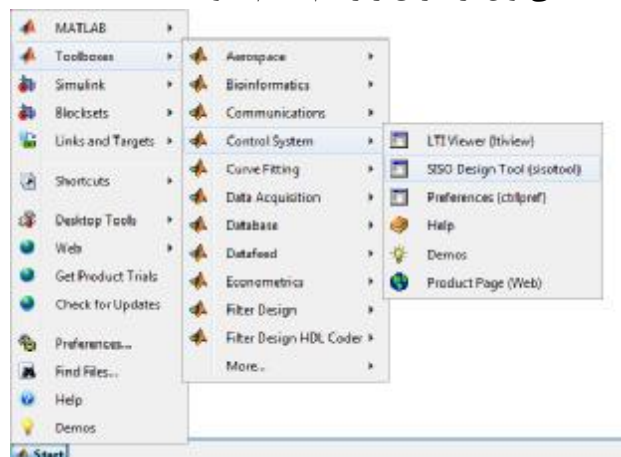 MATLAB
Toolboxes
Simulink
Blocksets
Links and Targets
Shortcuts
Desktop Tools
Web
Get Product Trials
Check for Updates
Preferences...
Find Files...
Help
Demos
Start
Aerospace
Bioinformatics
Communications
Control System
Curve Fitting
Data Acquisition
Database
Datafeed
Econometrics
Filter Design
Filter Design HDL Coder
More...
LTI Viewer (ltiview)
SISO Design Tool (sisotool)
Preferences (ctrlpref)
Help
Demos
Product Page (Web)